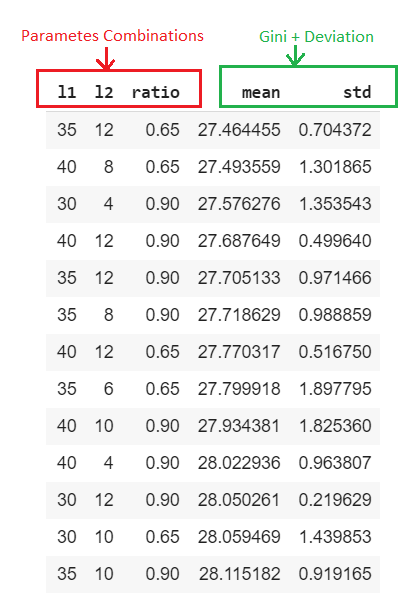 Parametes Combinations
Gini + Deviation
l1 l2 ratio mean std
35 12 0.65 27.464455 0.704372
40 8 0.65 27.493559 1.301865
30 4 0.90 27.576276 1.353543
40 12 0.90 27.687649 0.499640
35 12 0.90 27.705133 0.971466
35 8 0.90 27.718629 0.988859
40 12 0.65 27.770317 0.516750
35 6 0.65 27.799918 1.897795
40 10 0.90 27.934381 1.825360
40 4 0.90 28.022936 0.963807
30 12 0.90 28.050261 0.219629
30 10 0.65 28.059469 1.439853
35 10 0.90 28.115182 0.919165